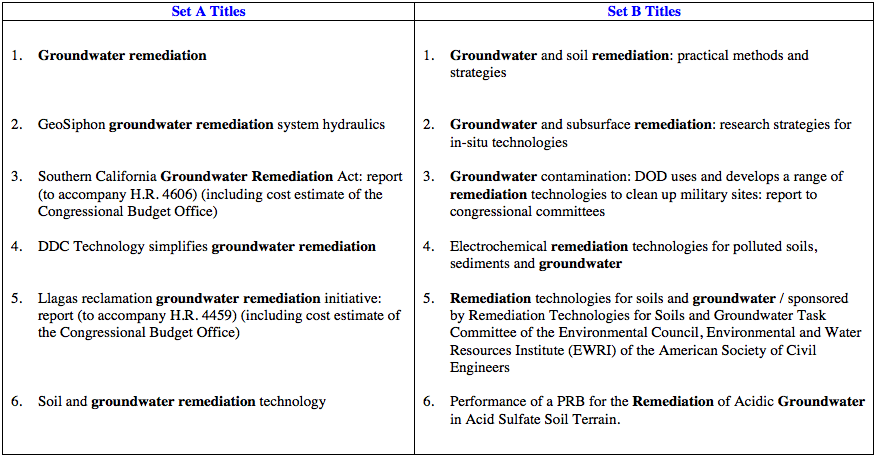 Set A Titles
1. Groundwater remediation
2. GeoSiphon groundwater remediation system hydraulics
3. Southern California Groundwater Remediation Act: report
(to accompany H.R. 4606) (including cost estimate of the
Congressional Budget Office)
4. DDC Technology simplifies groundwater remediation
5. Llagas reclamation groundwater remediation initiative:
report (to accompany H.R. 4459) (including cost estimate of
the Congressional Budget Office)
6. Soil and groundwater remediation technology
Set B Titles
1. Groundwater and soil remediation: practical methods and
strategies
2. Groundwater and subsurface remediation: research strategies for
in-situ technologies
3. Groundwater contamination: DOD uses and develops a range of
remediation technologies to clean up military sites: report to
congressional committees
4. Electrochemical remediation technologies for polluted soils,
sediments and groundwater
5. Remediation technologies for soils and groundwater / sponsored
by Remediation Technologies for Soils and Groundwater Task
Committee of the Environmental Council, Environmental and Water
Resources Institute (EWRI) of the American Society of Civil
Engineers
6. Performance of a PRB for the Remediation of Acidic Groundwater
in Acid Sulfate Soil Terrain.